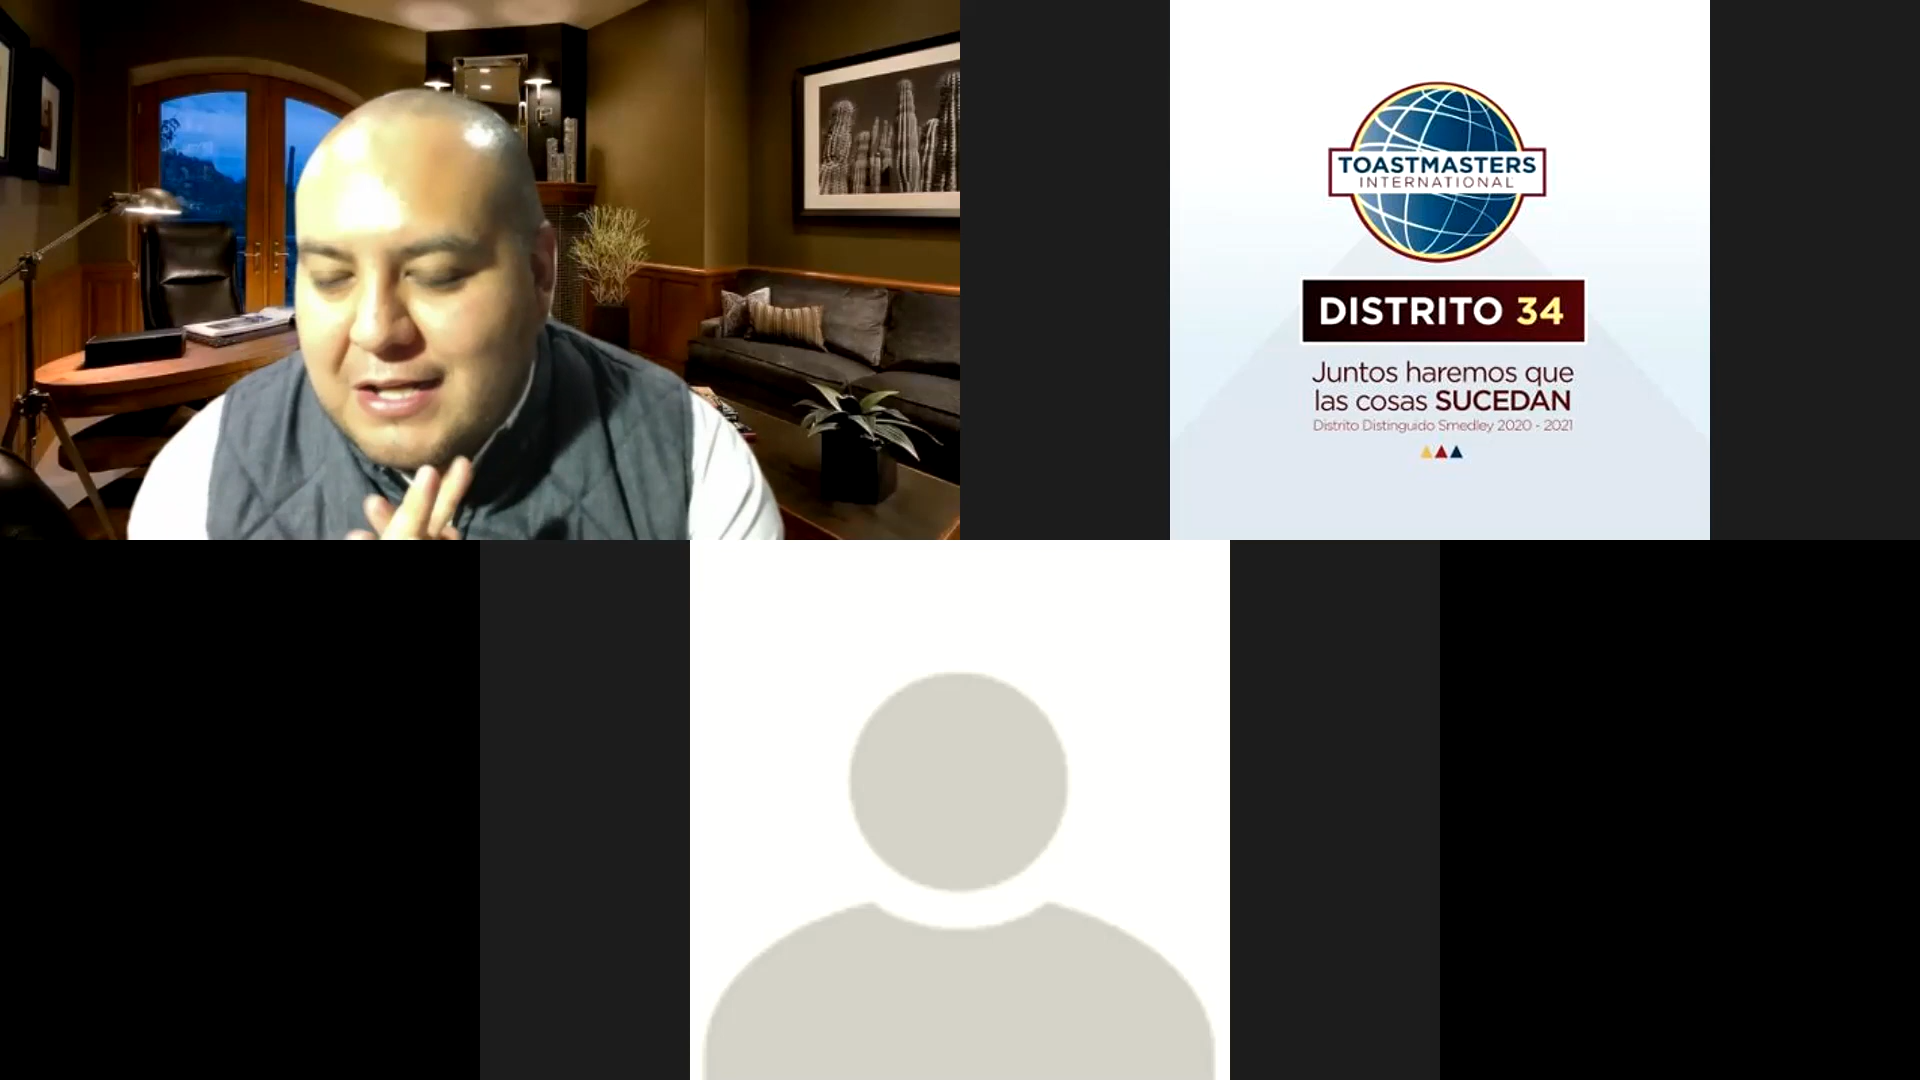 TOASTMASTERS
INTERNATIONAL
DISTRITO 34
Juntos haremos que
las cosas SUCEDAN
Distrito Distinguido Smedley 2020 - 2021